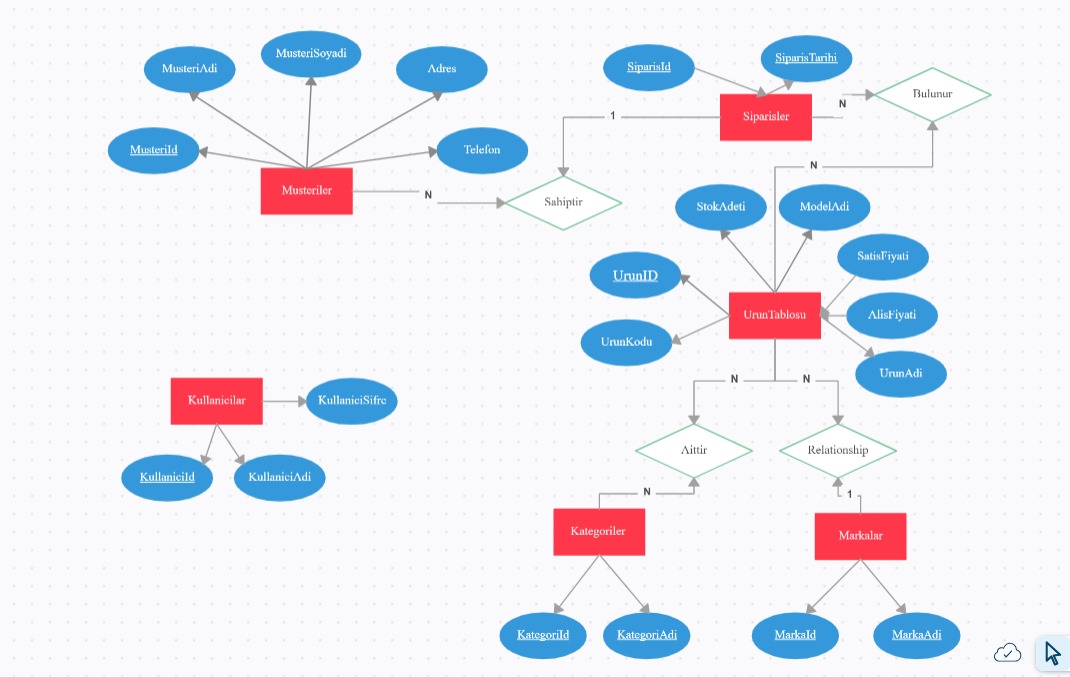 MusteriAdi
MusteriSoyadi
Adres
MusteriId
Telefon
Musteriler
N
Sahiptir
1
SiparisId
SiparisTarihi
Siparisler
N
Bulunur
N
StokAdeti
ModelAdi
SatisFiyati
UrunID
UrunTablosu
AlisFiyati
UrunKodu
UrunAdi
Kullanicilar
KullaniciSifre
KullaniciId
KullaniciAdi
N
N
Aittir
Relationship
N
1
Kategoriler
Markalar
KategoriId
KategoriAdi
MarkaId
MarkaAdi